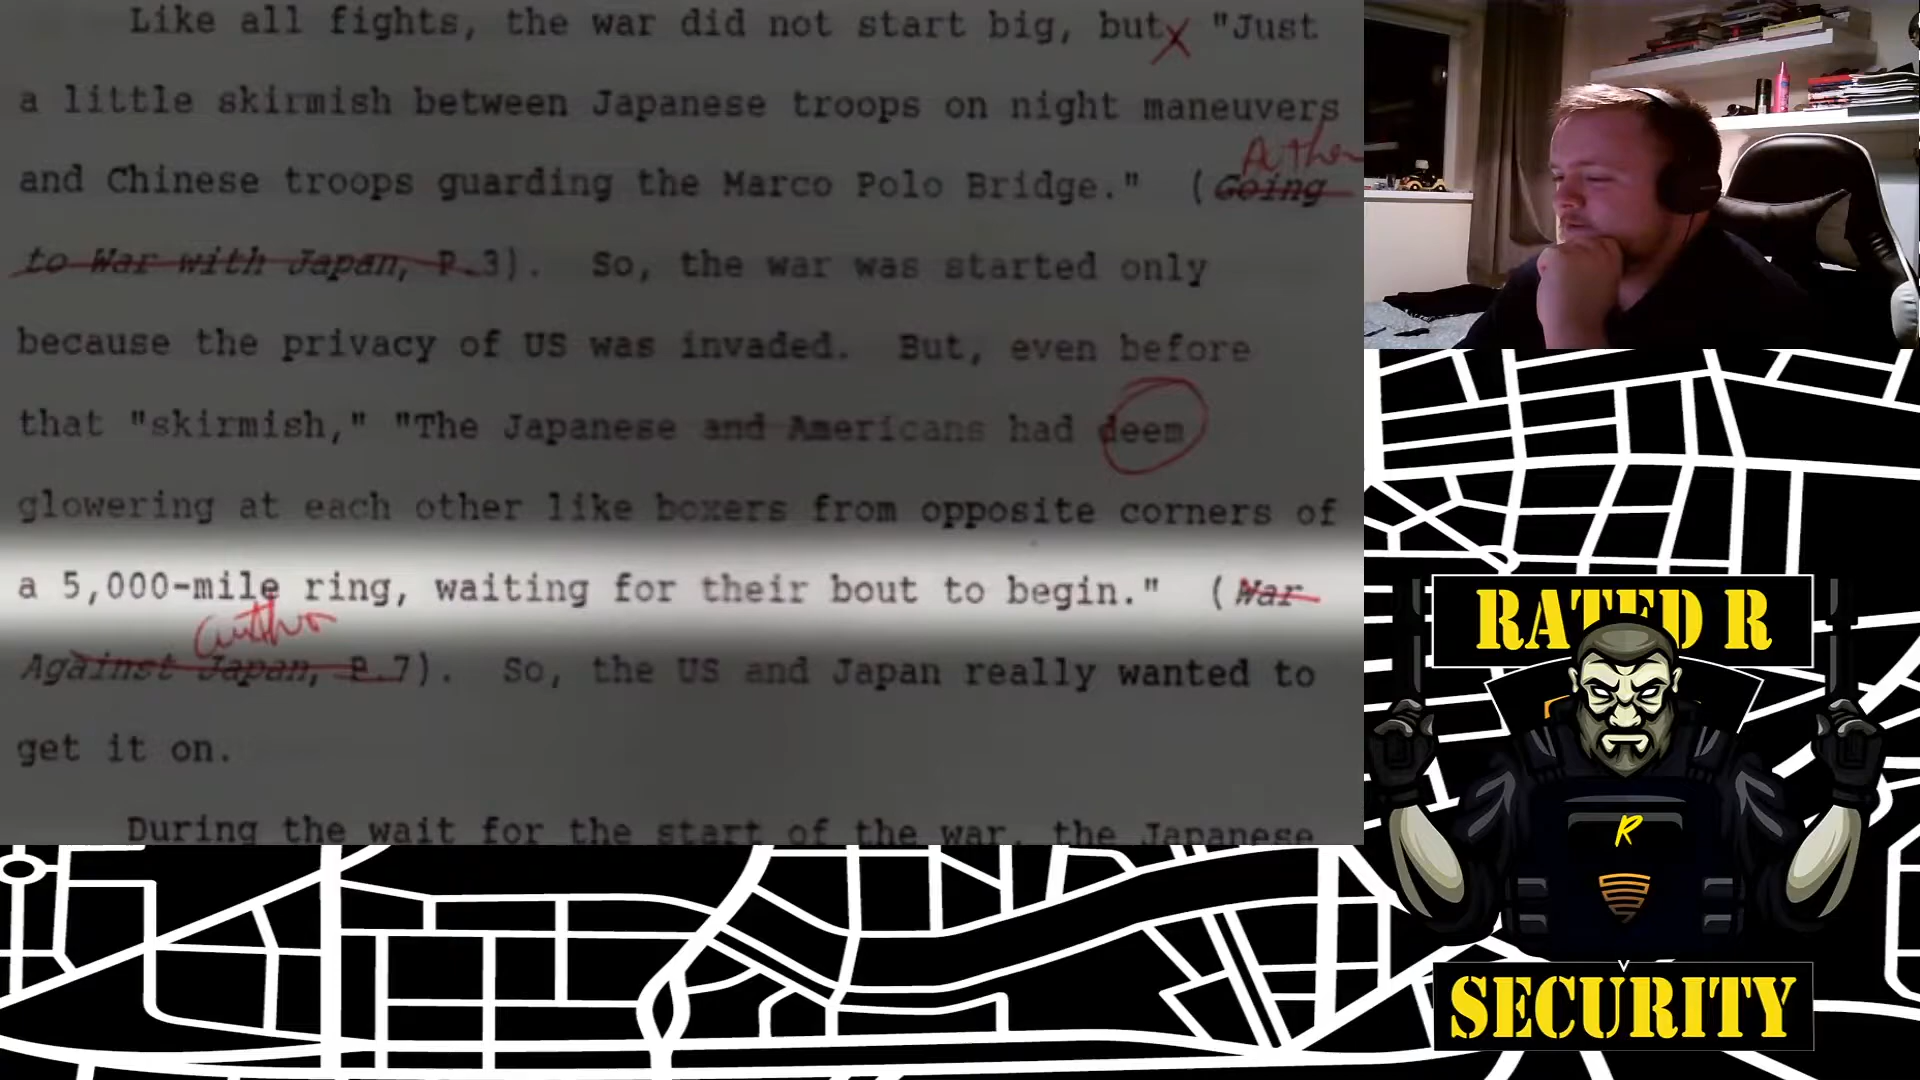 Like all fights, the war did not start big, but "Just
a little skirmish between Japanese troops on night maneuvers
Author
and Chinese troops guarding the Marco Polo Bridge." (Going
to War with Japan, P.3). So, the war was started only
because the privacy of US was invaded. But, even before
that "skirmish," "The Japanese and Americans had deem
glowering at each other like boxers from opposite corners of
a 5,000-mile ring, waiting for their bout to begin." (War
author
Against Japan, P.7). So, the US and Japan really wanted to
get it on.
During the wait for the start of the war, the Japanese
RATED R
R
SECURITY